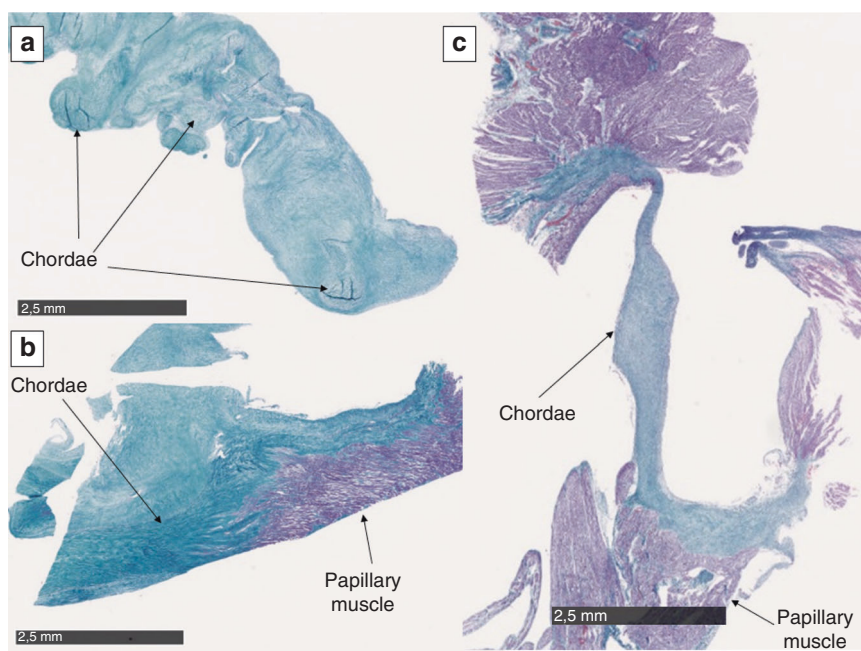 a
Chordae
2,5 mm
b
Chordae
Papillary
muscle
2,5 mm
c
Chordae
2,5 mm
Papillary
muscle